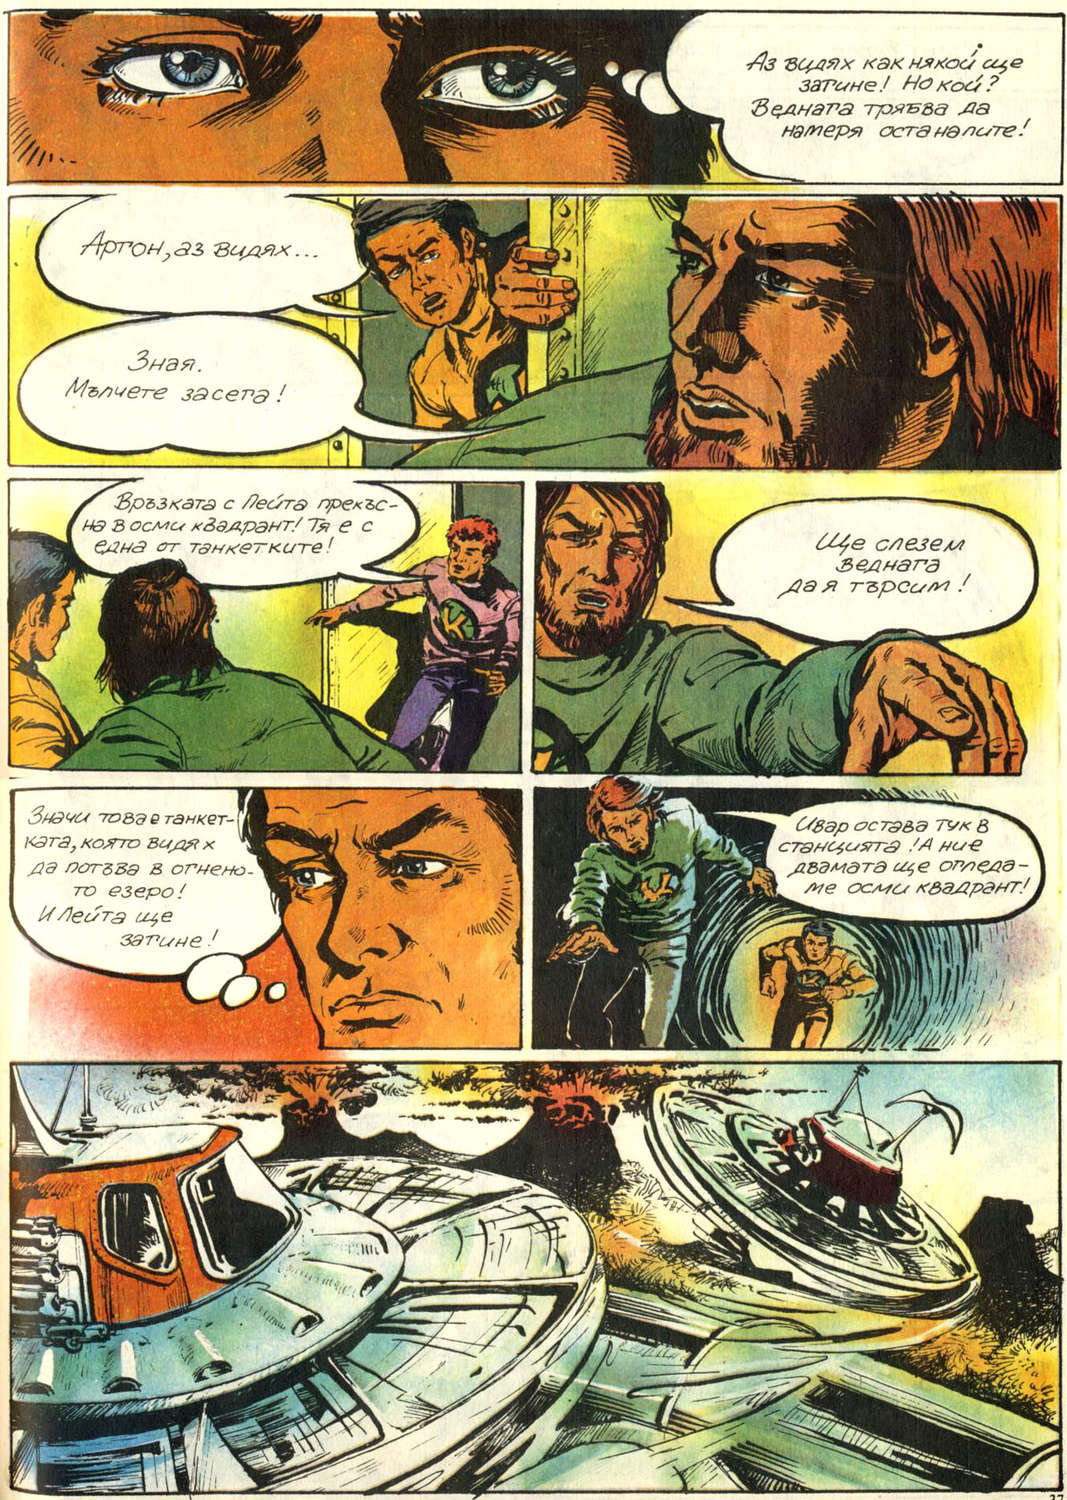 Аз видях как някой ще
загине! Но кой?
Веднага трябва да
намеря останалите!
Аргон, аз видях...
Зная.
Мълчете засега!
Връзката с Лейта прекъс-
на в осми квадрант! Тя е с
една от танкетките!
Ще слезем
веднага
да я търсим!
Значи това е танкет-
ката, която видях
да потъва в огнено-
то езеро!
И Лейта ще
загине!
Ивар остава тук в
станцията! А ние
двамата ще огледа-
ме осми квадрант!
К
37